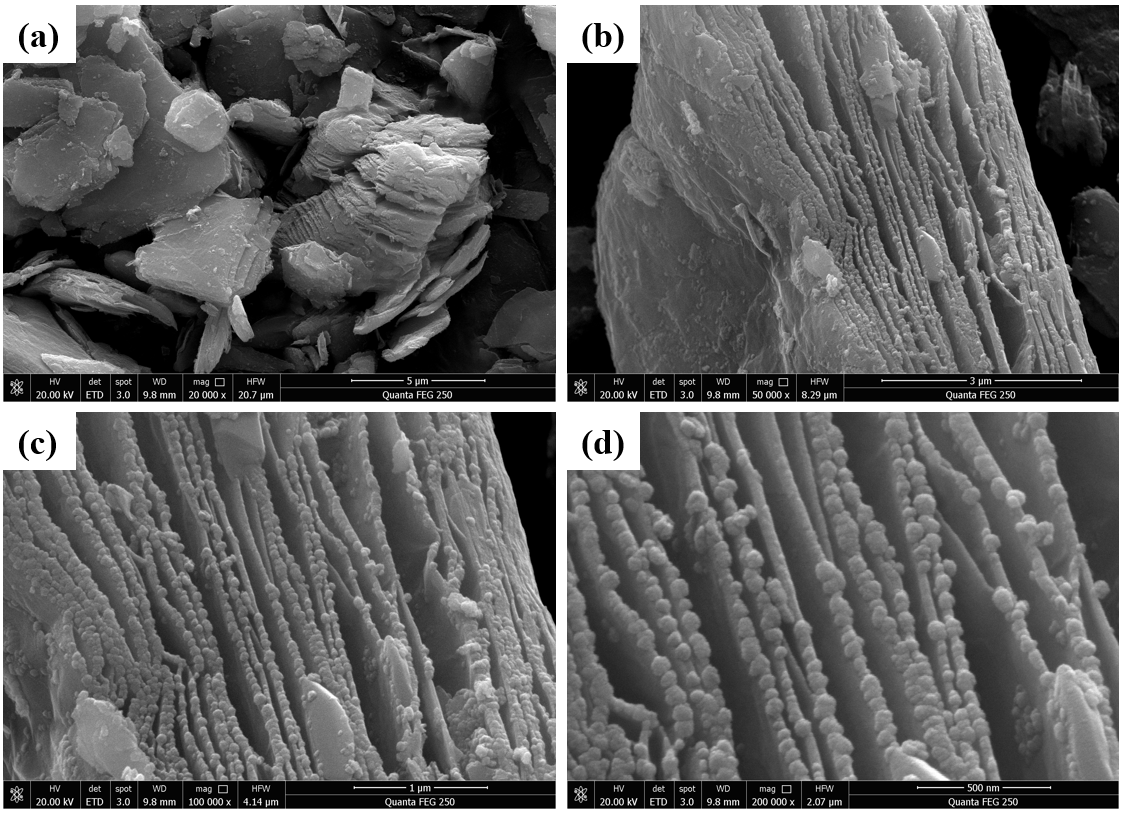 (a)
(b)
HV det spot WD mag HFW 5 µm
20.00 kV ETD 3.0 9.8 mm 20 000 x 20.7 µm Quanta FEG 250
HV det spot WD mag HFW 3 µm
20.00 kV ETD 3.0 9.8 mm 50 000 x 8.29 µm Quanta FEG 250
(c)
(d)
HV det spot WD mag HFW 1 µm
20.00 kV ETD 3.0 9.8 mm 100 000 x 4.14 µm Quanta FEG 250
HV det spot WD mag HFW 500 nm
20.00 kV ETD 3.0 9.8 mm 200 000 x 2.07 µm Quanta FEG 250